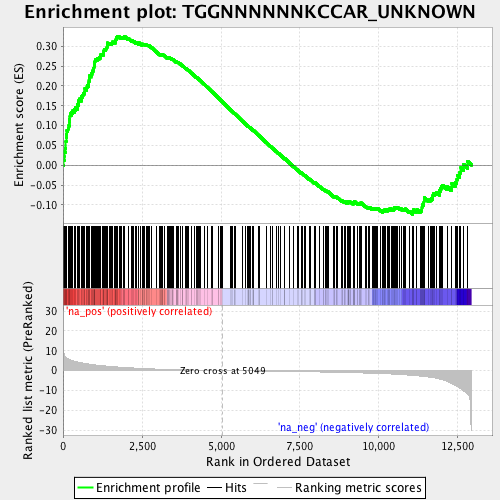 Enrichment plot: TGGNNNNNNKCCAR_UNKNOWN
Enrichment score (ES)
0.30
0.25
0.20
0.15
0.10
0.05
0.00
-0.05
-0.10
'na_pos' (positively correlated)
Ranked list metric (PreRanked)
30
20
10
0
-10
-20
-30
Zero cross at 5049
'na_neg' (negatively correlated)
0
2,500
5,000
7,500
10,000
12,500
Rank in Ordered Dataset
Enrichment profile
Hits
Ranking metric scores